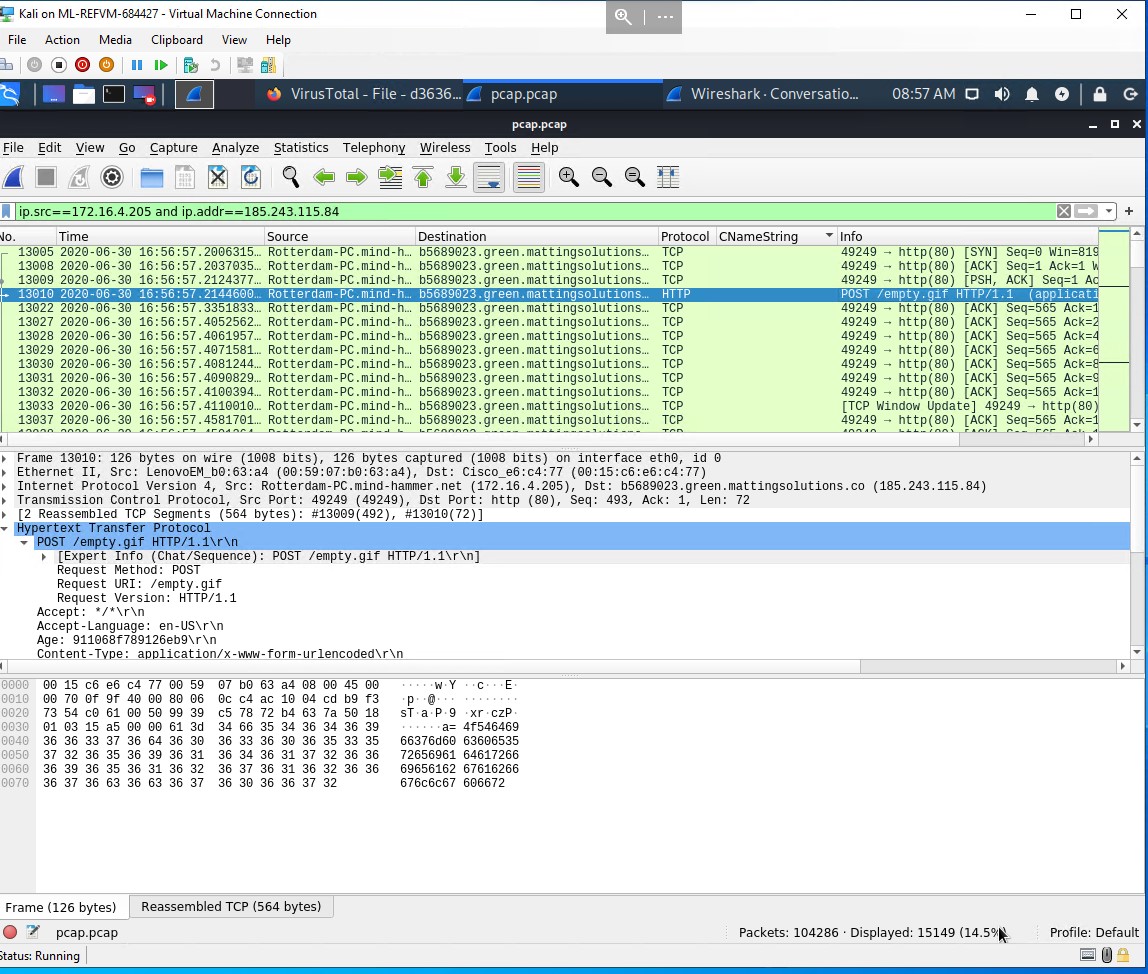 Kali on ML-REFVM-684427 - Virtual Machine Connection
File Action Media Clipboard View Help
VirusTotal - File - d3636... pcap.pcap Wireshark · Conversatio... 08:57 AM
pcap.pcap
File Edit View Go Capture Analyze Statistics Telephony Wireless Tools Help
ip.src==172.16.4.205 and ip.addr==185.243.115.84
No. Time Source Destination Protocol CNameString Info
13005 2020-06-30 16:56:57.2006315… Rotterdam-PC.mind-h… b5689023.green.mattingsolutions… TCP 49249 → http(80) [SYN] Seq=0 Win=819
13008 2020-06-30 16:56:57.2037035… Rotterdam-PC.mind-h… b5689023.green.mattingsolutions… TCP 49249 → http(80) [ACK] Seq=1 Ack=1 W
13009 2020-06-30 16:56:57.2124377… Rotterdam-PC.mind-h… b5689023.green.mattingsolutions… TCP 49249 → http(80) [PSH, ACK] Seq=1 Ac
13010 2020-06-30 16:56:57.2144600… Rotterdam-PC.mind-h… b5689023.green.mattingsolutions… HTTP POST /empty.gif HTTP/1.1 (applicati
13022 2020-06-30 16:56:57.3351833… Rotterdam-PC.mind-h… b5689023.green.mattingsolutions… TCP 49249 → http(80) [ACK] Seq=565 Ack=1
13027 2020-06-30 16:56:57.4052562… Rotterdam-PC.mind-h… b5689023.green.mattingsolutions… TCP 49249 → http(80) [ACK] Seq=565 Ack=2
13028 2020-06-30 16:56:57.4061957… Rotterdam-PC.mind-h… b5689023.green.mattingsolutions… TCP 49249 → http(80) [ACK] Seq=565 Ack=4
13029 2020-06-30 16:56:57.4071581… Rotterdam-PC.mind-h… b5689023.green.mattingsolutions… TCP 49249 → http(80) [ACK] Seq=565 Ack=6
13030 2020-06-30 16:56:57.4081244… Rotterdam-PC.mind-h… b5689023.green.mattingsolutions… TCP 49249 → http(80) [ACK] Seq=565 Ack=8
13031 2020-06-30 16:56:57.4090829… Rotterdam-PC.mind-h… b5689023.green.mattingsolutions… TCP 49249 → http(80) [ACK] Seq=565 Ack=9
13032 2020-06-30 16:56:57.4100394… Rotterdam-PC.mind-h… b5689023.green.mattingsolutions… TCP 49249 → http(80) [ACK] Seq=565 Ack=1
13033 2020-06-30 16:56:57.4110010… Rotterdam-PC.mind-h… b5689023.green.mattingsolutions… TCP [TCP Window Update] 49249 → http(80)
13037 2020-06-30 16:56:57.4581701… Rotterdam-PC.mind-h… b5689023.green.mattingsolutions… TCP 49249 → http(80) [ACK] Seq=565 Ack=1
Frame 13010: 126 bytes on wire (1008 bits), 126 bytes captured (1008 bits) on interface eth0, id 0
Ethernet II, Src: LenovoEM_b0:63:a4 (00:59:07:b0:63:a4), Dst: Cisco_e6:c4:77 (00:15:c6:e6:c4:77)
Internet Protocol Version 4, Src: Rotterdam-PC.mind-hammer.net (172.16.4.205), Dst: b5689023.green.mattingsolutions.co (185.243.115.84)
Transmission Control Protocol, Src Port: 49249 (49249), Dst Port: http (80), Seq: 493, Ack: 1, Len: 72
[2 Reassembled TCP Segments (564 bytes): #13009(492), #13010(72)]
Hypertext Transfer Protocol
POST /empty.gif HTTP/1.1\r\n
[Expert Info (Chat/Sequence): POST /empty.gif HTTP/1.1\r\n]
Request Method: POST
Request URI: /empty.gif
Request Version: HTTP/1.1
Accept: */*\r\n
Accept-Language: en-US\r\n
Age: 911068f789126eb9\r\n
Content-Type: application/x-www-form-urlencoded\r\n
0000 00 15 c6 e6 c4 77 00 59 07 b0 63 a4 08 00 45 00 ·····w·Y ··c···E·
0010 00 70 0f 9f 40 00 80 06 0c c4 ac 10 04 cd b9 f3 ·p··@··· ········
0020 73 54 c0 61 00 50 99 39 c5 78 72 b4 63 7a 50 18 sT·a·P·9 ·xr·czP·
0030 01 03 15 a5 00 00 61 3d 34 66 35 34 36 34 36 39 ······a= 4f546469
0040 36 36 33 37 36 64 36 30 36 33 36 30 36 35 33 35 66376d60 63606535
0050 37 32 36 35 36 39 36 31 36 34 36 31 37 32 36 36 72656961 64617266
0060 36 39 36 35 36 31 36 32 36 37 36 31 36 32 36 36 69656162 67616266
0070 36 37 36 63 36 63 36 37 36 30 36 36 37 32 676c6c67 606672
Frame (126 bytes) Reassembled TCP (564 bytes)
pcap.pcap Packets: 104286 · Displayed: 15149 (14.5% Profile: Default
Status: Running